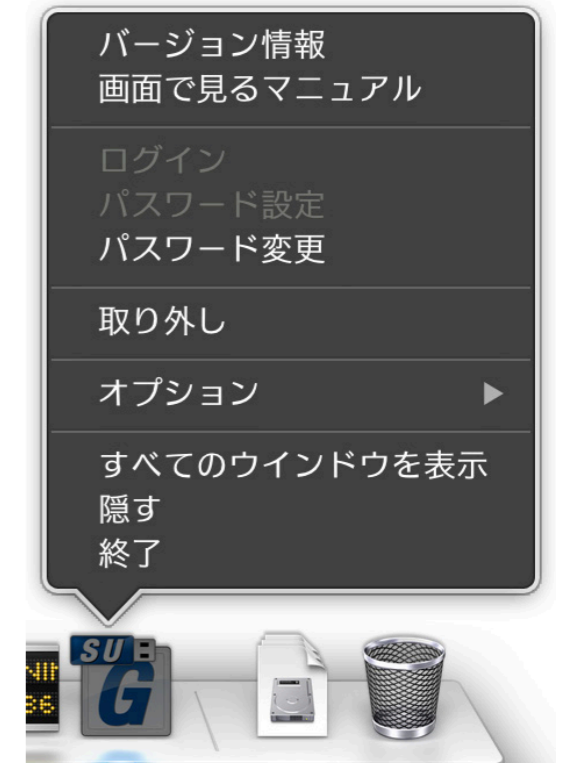 バージョン情報
画面で見るマニュアル
ログイン
パスワード設定
パスワード変更
取り外し
オプション
すべてのウインドウを表示
隠す
終了
SU
G